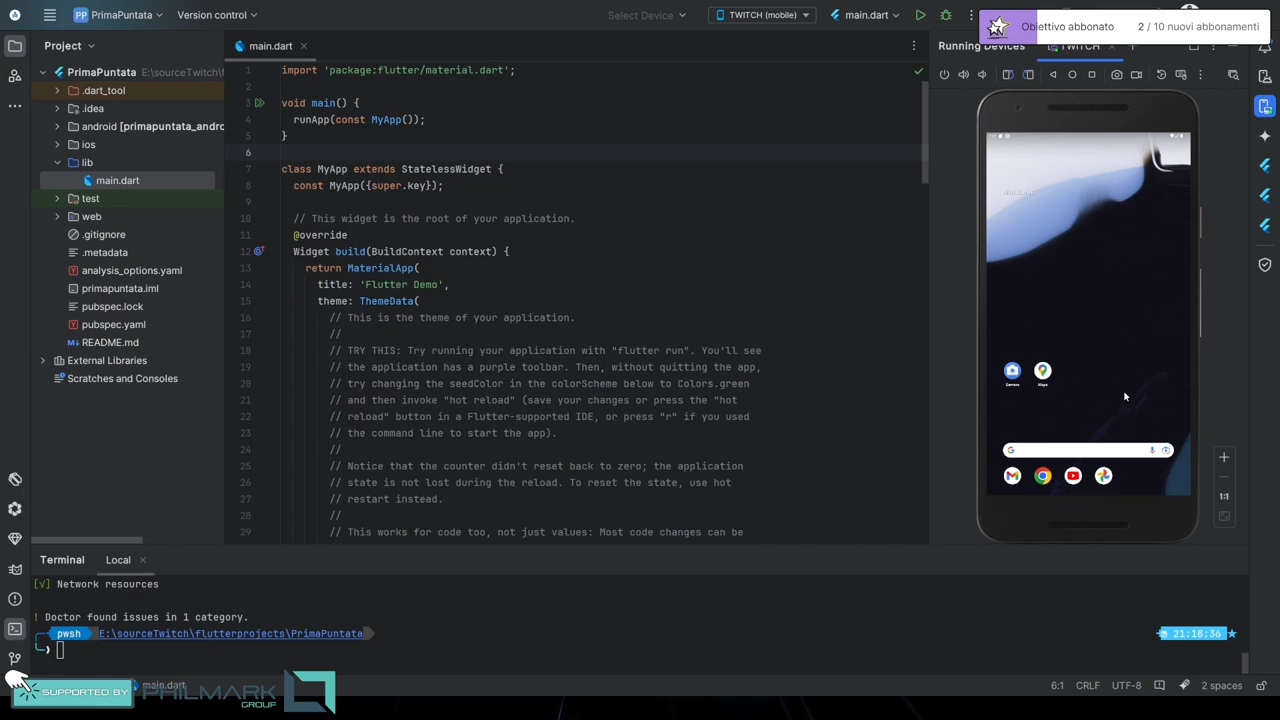 PP PrimaPuntata
Version control
Select Device
TWITCH (mobile)
main.dart
Obiettivo abbonato
2 / 10 nuovi abbonamenti
Project
main.dart
Running Devices
TWITCH
PrimaPuntata E:\sourceTwitch\f
.dart_tool
.idea
android [primapuntata_andro
ios
lib
main.dart
test
web
.gitignore
.metadata
analysis_options.yaml
primapuntata.iml
pubspec.lock
pubspec.yaml
README.md
External Libraries
Scratches and Consoles
1 import 'package:flutter/material.dart';
2
3 void main() {
4 runApp(const MyApp());
5 }
6
7 class MyApp extends StatelessWidget {
8 const MyApp({super.key});
9
10 // This widget is the root of your application.
11 @override
12 Widget build(BuildContext context) {
13 return MaterialApp(
14 title: 'Flutter Demo',
15 theme: ThemeData(
16 // This is the theme of your application.
17 //
18 // TRY THIS: Try running your application with "flutter run". You'll see
19 // the application has a purple toolbar. Then, without quitting the app,
20 // try changing the seedColor in the colorScheme below to Colors.green
21 // and then invoke "hot reload" (save your changes or press the "hot
22 // reload" button in a Flutter-supported IDE, or press "r" if you used
23 // the command line to start the app).
24 //
25 // Notice that the counter didn't reset back to zero; the application
26 // state is not lost during the reload. To reset the state, use hot
27 // restart instead.
28 //
29 // This works for code too, not just values: Most code changes can be
Camera
Maps
1:1
Terminal
Local
[√] Network resources
! Doctor found issues in 1 category.
pwsh E:\sourceTwitch\flutterprojects\PrimaPuntata
21:18:36
SUPPORTED BY
PHILMARK
GROUP
main.dart
6:1
CRLF
UTF-8
2 spaces